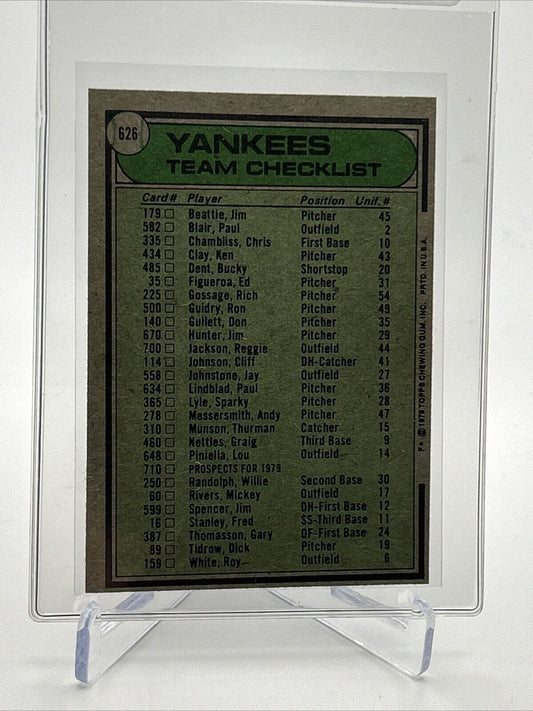 626
YANKEES
TEAM CHECKLIST
Card# Player Position Unif.#
179 Beattie, Jim Pitcher 45
582 Blair, Paul Outfield 2
335 Chambliss, Chris First Base 10
434 Clay, Ken Pitcher 43
485 Dent, Bucky Shortstop 20
35 Figueroa, Ed Pitcher 31
225 Gossage, Rich Pitcher 54
500 Guidry, Ron Pitcher 49
140 Gullett, Don Pitcher 35
670 Hunter, Jim Pitcher 29
700 Jackson, Reggie Outfield 44
114 Johnson, Cliff DH-Catcher 41
558 Johnstone, Jay Outfield 27
634 Lindblad, Paul Pitcher 36
365 Lyle, Sparky Pitcher 28
278 Messersmith, Andy Pitcher 47
310 Munson, Thurman Catcher 15
460 Nettles, Graig Third Base 9
648 Piniella, Lou Outfield 14
710 PROSPECTS FOR 1979
250 Randolph, Willie Second Base 30
60 Rivers, Mickey Outfield 17
599 Spencer, Jim DH-First Base 12
16 Stanley, Fred SS-Third Base 11
387 Thomasson, Gary OF-First Base 24
89 Tidrow, Dick Pitcher 19
159 White, Roy Outfield 6
© 1979 TOPPS CHEWING GUM, INC. PRTD. IN U.S.A.